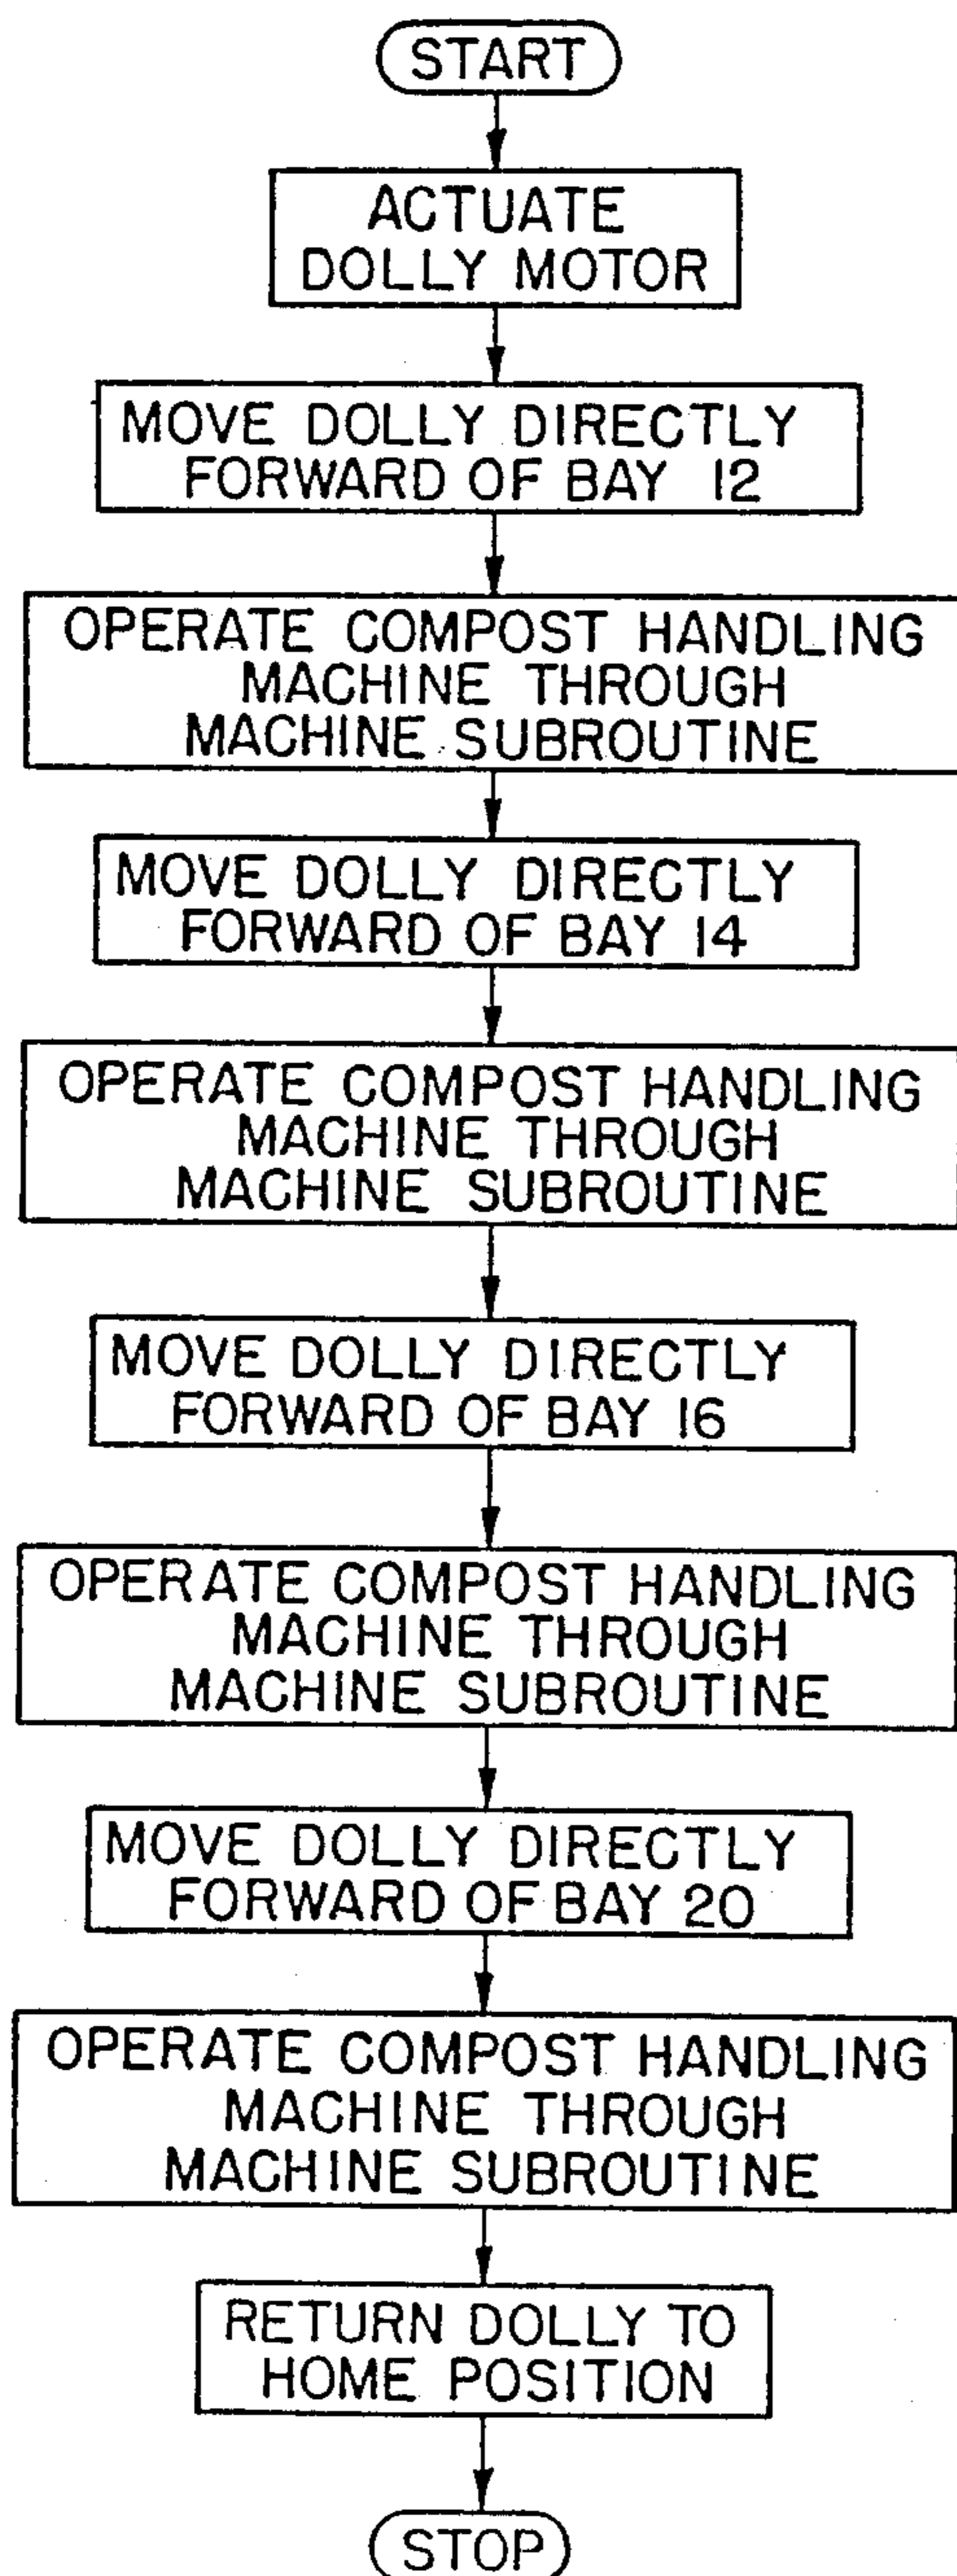 START
ACTUATE
DOLLY MOTOR
MOVE DOLLY DIRECTLY
FORWARD OF BAY 12
OPERATE COMPOST HANDLING
MACHINE THROUGH
MACHINE SUBROUTINE
MOVE DOLLY DIRECTLY
FORWARD OF BAY 14
OPERATE COMPOST HANDLING
MACHINE THROUGH
MACHINE SUBROUTINE
MOVE DOLLY DIRECTLY
FORWARD OF BAY 16
OPERATE COMPOST HANDLING
MACHINE THROUGH
MACHINE SUBROUTINE
MOVE DOLLY DIRECTLY
FORWARD OF BAY 20
OPERATE COMPOST HANDLING
MACHINE THROUGH
MACHINE SUBROUTINE
RETURN DOLLY TO
HOME POSITION
STOP